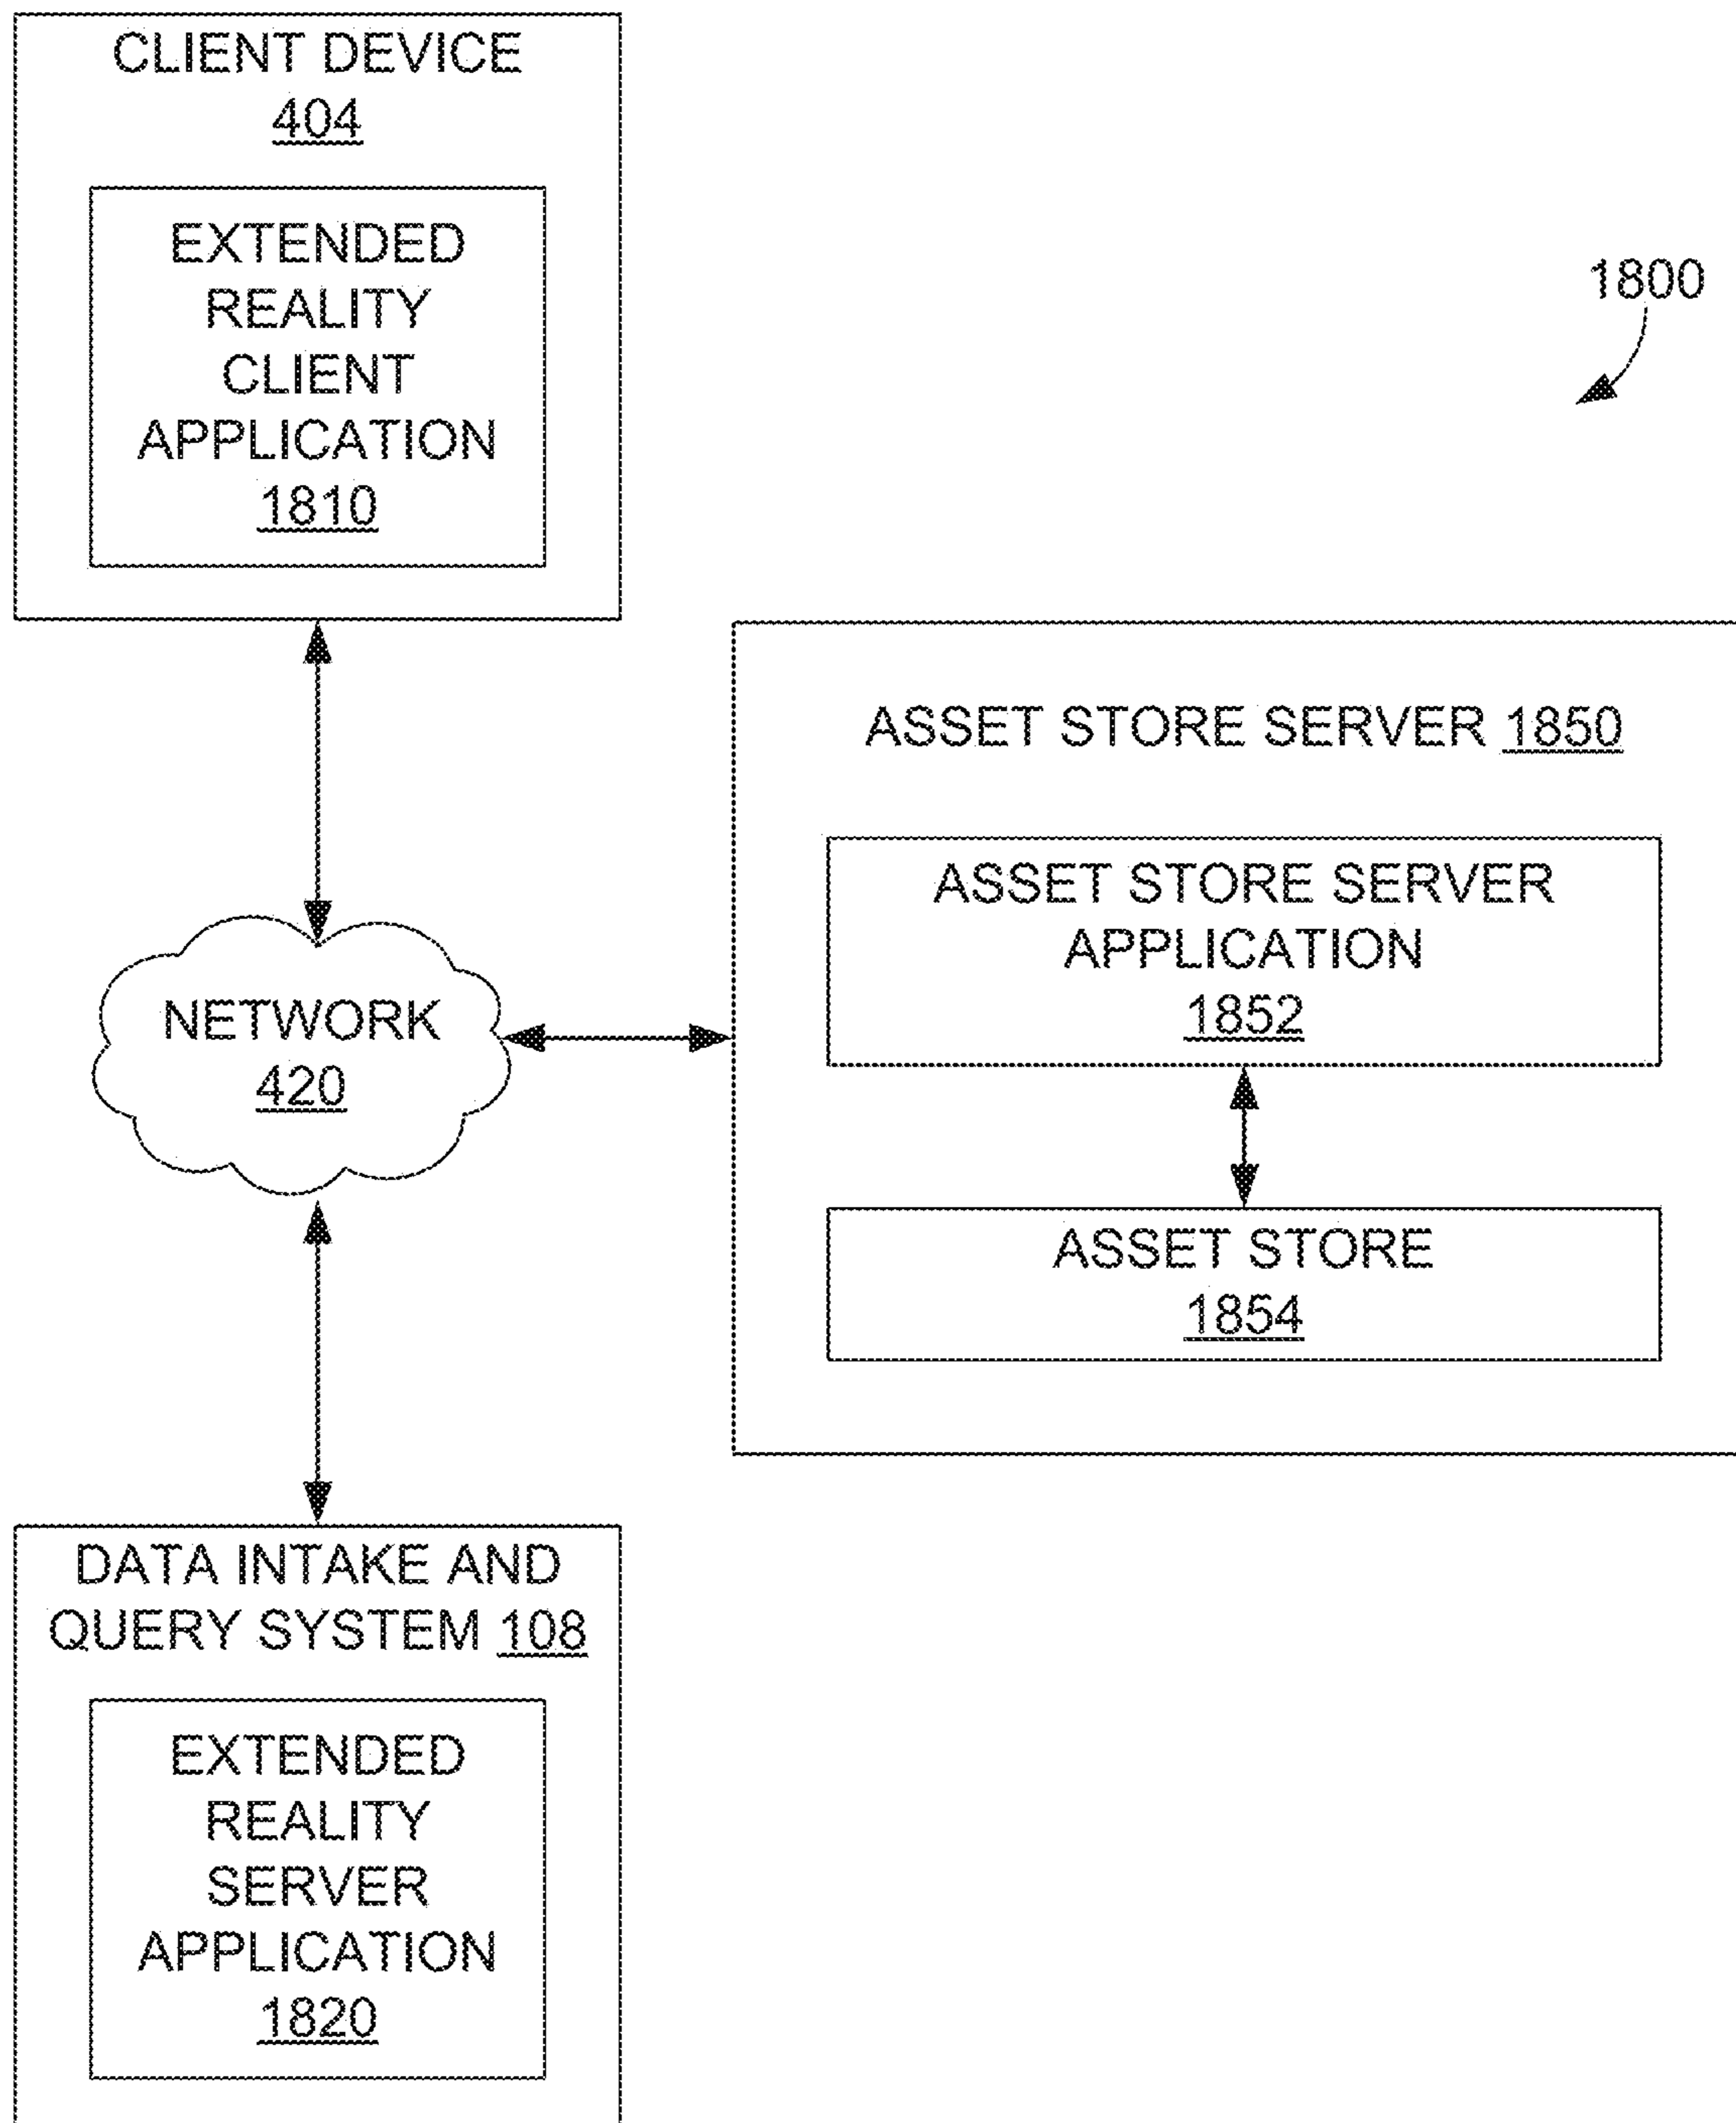 CLIENT DEVICE
404
EXTENDED
REALITY
CLIENT
APPLICATION
1810
1800
ASSET STORE SERVER 1850
ASSET STORE SERVER
APPLICATION
1852
NETWORK
420
ASSET STORE
1854
DATA INTAKE AND
QUERY SYSTEM 108
EXTENDED
REALITY
SERVER
APPLICATION
1820